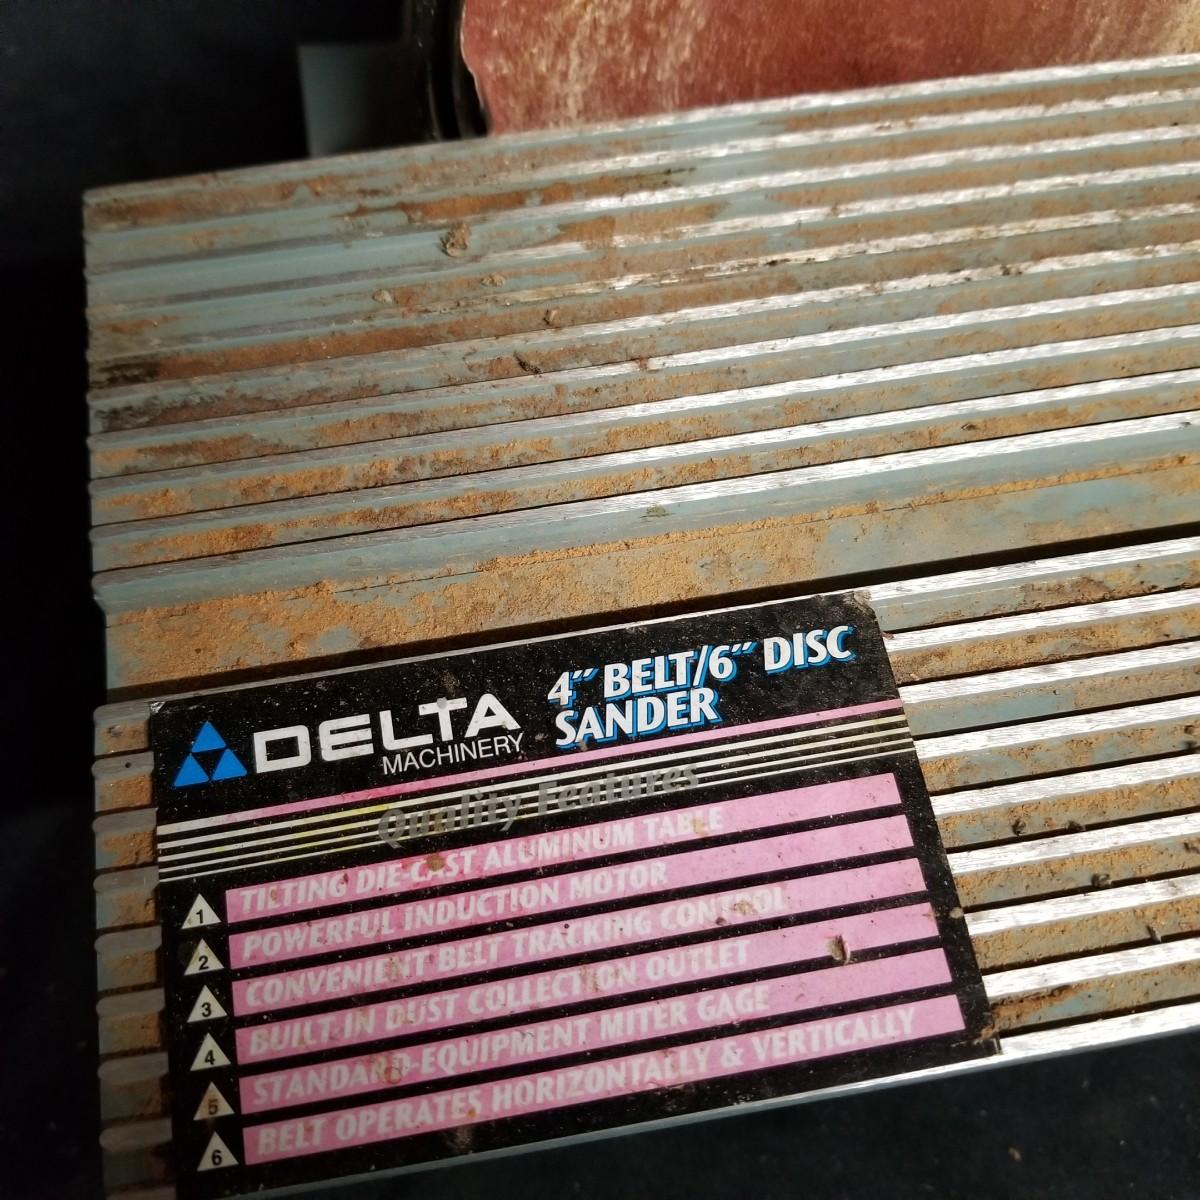 DELTA
MACHINERY
4" BELT/6" DISC
SANDER
Quality Features
1 TILTING DIE-CAST ALUMINUM TABLE
2 POWERFUL INDUCTION MOTOR
3 CONVENIENT BELT TRACKING CONTROL
4 BUILT-IN DUST COLLECTION OUTLET
5 STANDARD-EQUIPMENT MITER GAGE
6 BELT OPERATES HORIZONTALLY & VERTICALLY